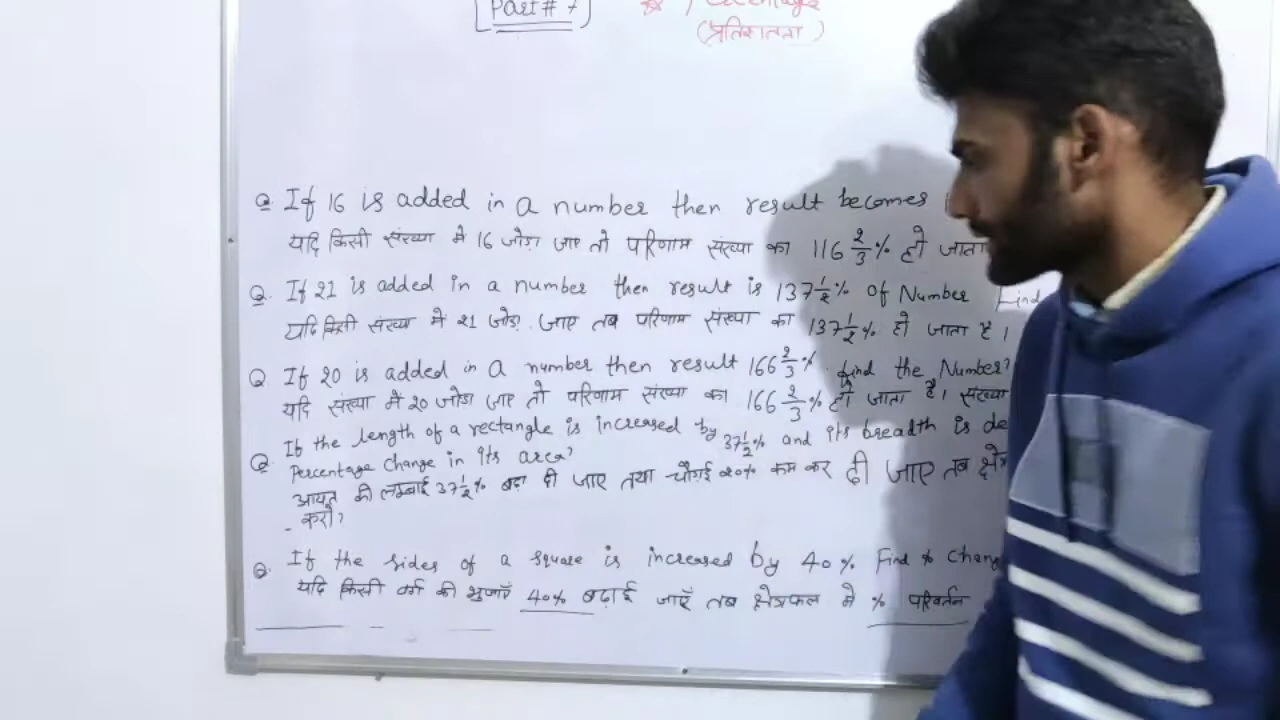 Part # 7
(प्रतिशतता)
Q If 16 is added in a number then result becomes
यदि किसी संख्या में 16 जोड़ा जाए तो परिणाम संख्या का 116 2/3 % हो जाता
Q. If 21 is added in a number then result is 137 1/2 % of Number Find
यदि किसी संख्या में 21 जोड़ा जाए तब परिणाम संख्या का 137 1/2 % हो जाता है।
Q If 20 is added in a number then result 166 2/3 %. find the Number?
यदि संख्या में 20 जोड़ा जाए तो परिणाम संख्या का 166 2/3 % हो जाता है। संख्या
Q If the length of a rectangle is increased by 37 1/2 % and its breadth is de
Percentage change in its area?
आयत की लम्बाई 37 1/2 % बढ़ा दी जाए तथा चौड़ाई 20% कम कर दी जाए तब क्षे
करो?
Q. If the sides of a square is increased by 40% Find % Chan
यदि किसी वर्ग की भुजाएँ 40% बढ़ाई जाएँ तब क्षेत्रफल में % परिवर्तन